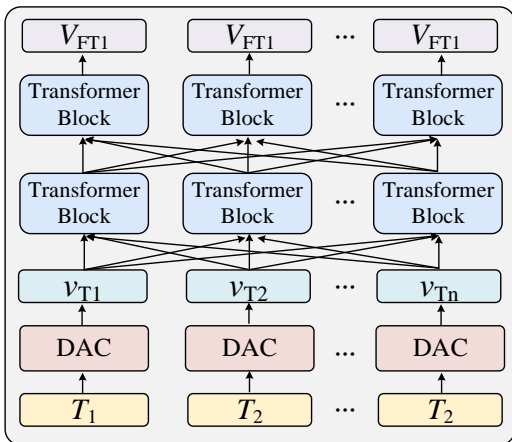 V_FT1 V_FT1 ... V_FT1
Transformer Block Transformer Block ... Transformer Block
Transformer Block Transformer Block ... Transformer Block
v_T1 v_T2 ... v_Tn
DAC DAC ... DAC
T_1 T_2 ... T_2